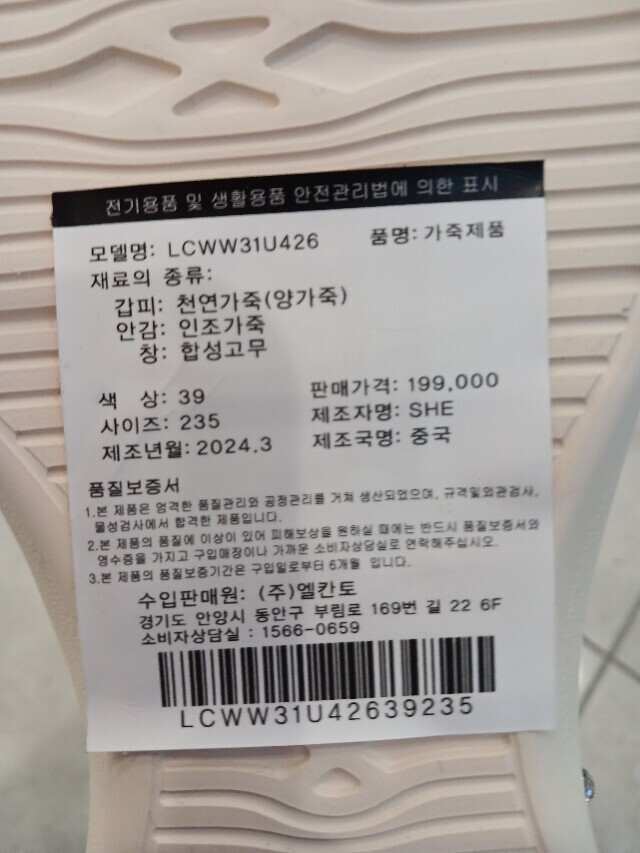 전기용품 및 생활용품 안전관리법에 의한 표시
모델명: LCWW31U426 품명: 가죽제품
재료의 종류:
갑피: 천연가죽(양가죽)
안감: 인조가죽
창: 합성고무
색 상: 39 판매가격: 199,000
사이즈: 235 제조자명: SHE
제조년월: 2024.3 제조국명: 중국
품질보증서
1.본 제품은 엄격한 품질관리와 공정관리를 거쳐 생산되었으며, 규격및외관검사,
물성검사에서 합격한 제품입니다.
2.본 제품의 품질에 이상이 있어 피해보상을 원하실 때에는 반드시 품질보증서와
영수증을 가지고 구입매장이나 가까운 소비자상담실로 연락해주십시오.
3.본 제품의 품질보증기간은 구입일로부터 6개월 입니다.
수입판매원: (주)엘칸토
경기도 안양시 동안구 부림로 169번 길 22 6F
소비자상담실 : 1566-0659
LCWW31U42639235